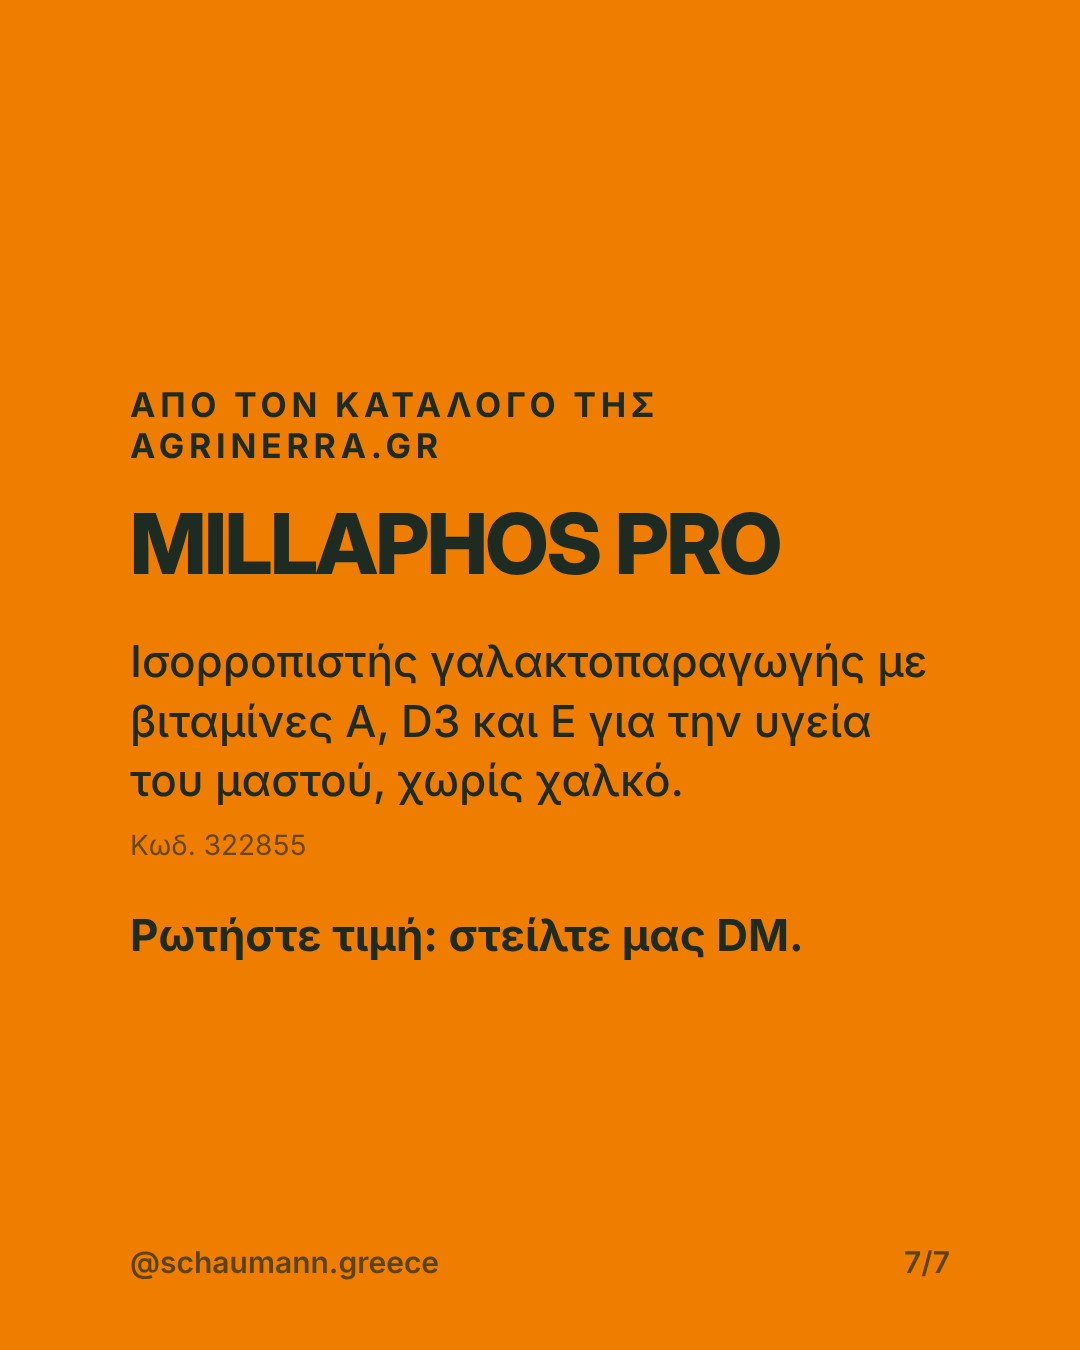 ΑΠΟ ΤΟΝ ΚΑΤΑΛΟΓΟ ΤΗΣ
AGRINERRA.GR
MILLAPHOS PRO
Ισορροπιστής γαλακτοπαραγωγής με
βιταμίνες Α, D3 και Ε για την υγεία
του μαστού, χωρίς χαλκό.
Κωδ. 322855
Ρωτήστε τιμή: στείλτε μας DM.
@schaumann.greece
7/7